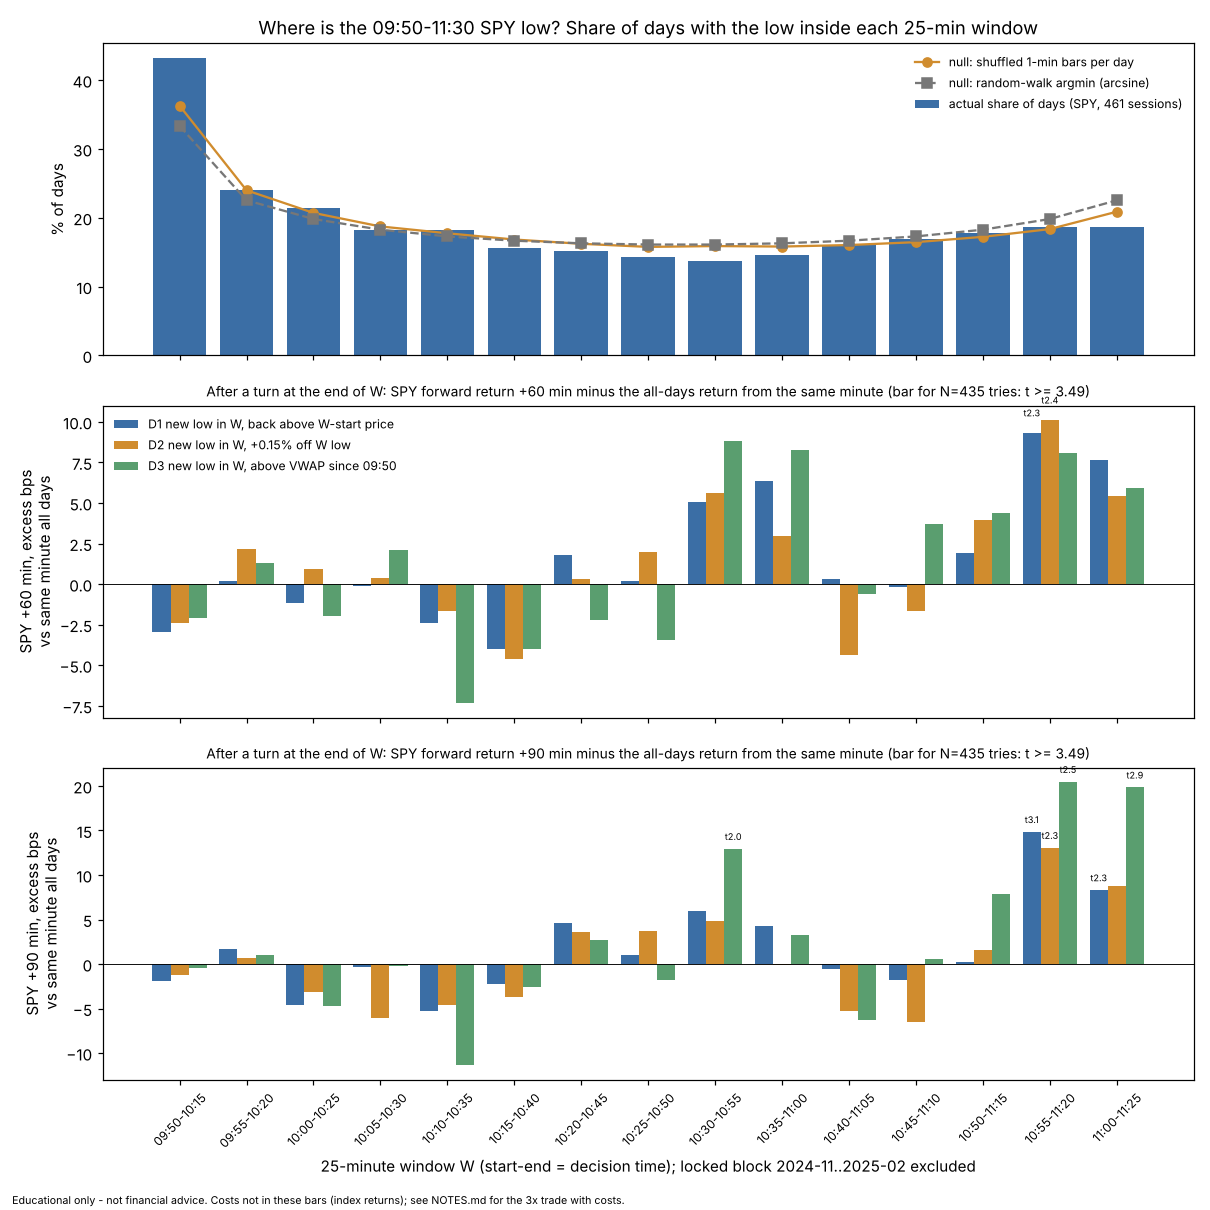 Where is the 09:50-11:30 SPY low? Share of days with the low inside each 25-min window
% of days
40
30
20
10
0
null: shuffled 1-min bars per day
null: random-walk argmin (arcsine)
actual share of days (SPY, 461 sessions)
After a turn at the end of W: SPY forward return +60 min minus the all-days return from the same minute (bar for N=435 tries: t >= 3.49)
SPY +60 min, excess bps
vs same minute all days
10.0
7.5
5.0
2.5
0.0
−2.5
−5.0
−7.5
D1 new low in W, back above W-start price
D2 new low in W, +0.15% off W low
D3 new low in W, above VWAP since 09:50
t2.3
t2.4
After a turn at the end of W: SPY forward return +90 min minus the all-days return from the same minute (bar for N=435 tries: t >= 3.49)
SPY +90 min, excess bps
vs same minute all days
20
15
10
5
0
−5
−10
t2.0
t3.1
t2.3
t2.5
t2.3
t2.9
09:50-10:15
09:55-10:20
10:00-10:25
10:05-10:30
10:10-10:35
10:15-10:40
10:20-10:45
10:25-10:50
10:30-10:55
10:35-11:00
10:40-11:05
10:45-11:10
10:50-11:15
10:55-11:20
11:00-11:25
25-minute window W (start-end = decision time); locked block 2024-11..2025-02 excluded
Educational only - not financial advice. Costs not in these bars (index returns); see NOTES.md for the 3x trade with costs.